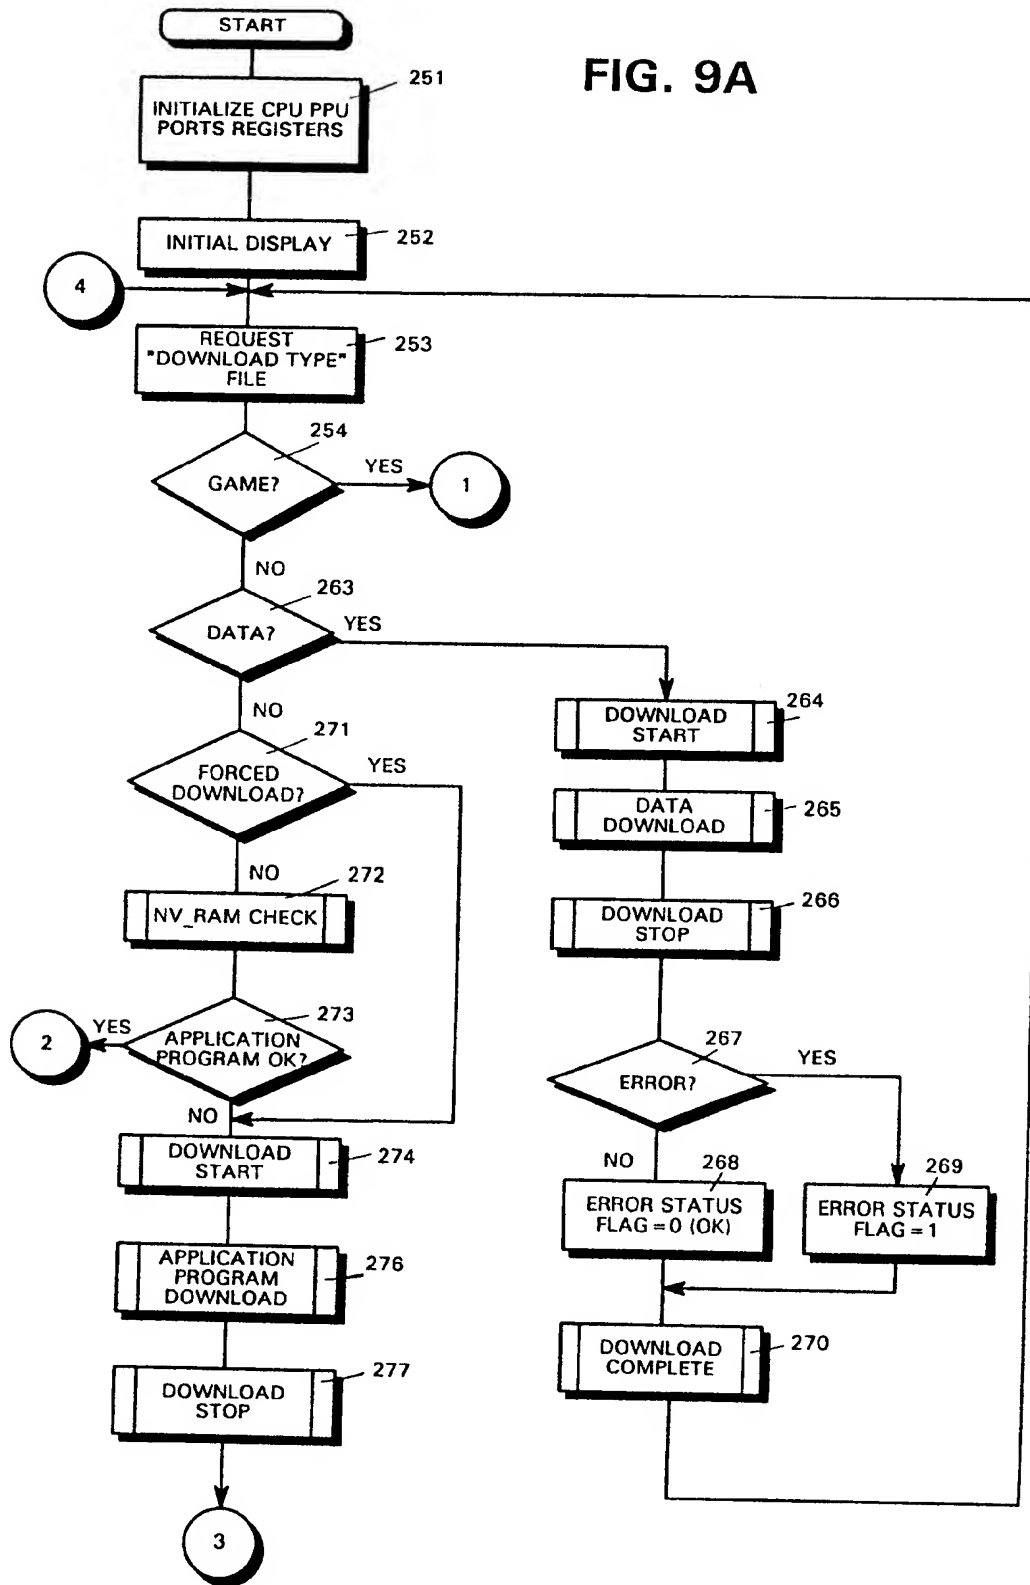 START
FIG. 9A
251
INITIALIZE CPU PPU
PORTS REGISTERS
252
INITIAL DISPLAY
4
253
REQUEST
"DOWNLOAD TYPE"
FILE
254
GAME?
YES
1
NO
263
DATA?
YES
NO
264
DOWNLOAD
START
271
FORCED
DOWNLOAD?
YES
265
DATA
DOWNLOAD
NO
272
NV_RAM CHECK
266
DOWNLOAD
STOP
273
APPLICATION
PROGRAM OK?
YES
2
NO
267
ERROR?
YES
NO
274
DOWNLOAD
START
268
ERROR STATUS
FLAG = 0 (OK)
269
ERROR STATUS
FLAG = 1
276
APPLICATION
PROGRAM
DOWNLOAD
270
DOWNLOAD
COMPLETE
277
DOWNLOAD
STOP
3